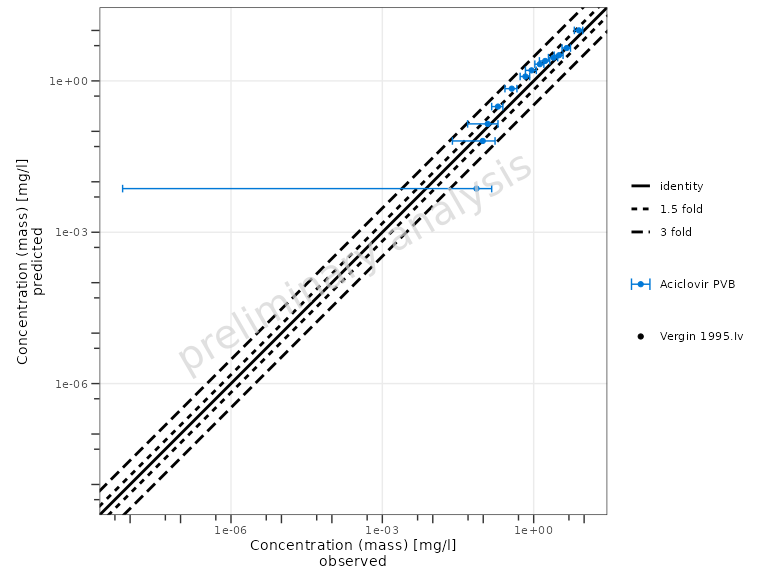 1e+00
1e-03
1e-06
Concentration (mass) [mg/l]
predicted
preliminary analysis
1e-06
1e-03
1e+00
Concentration (mass) [mg/l]
observed
identity
1.5 fold
3 fold
Aciclovir PVB
Vergin 1995.Iv